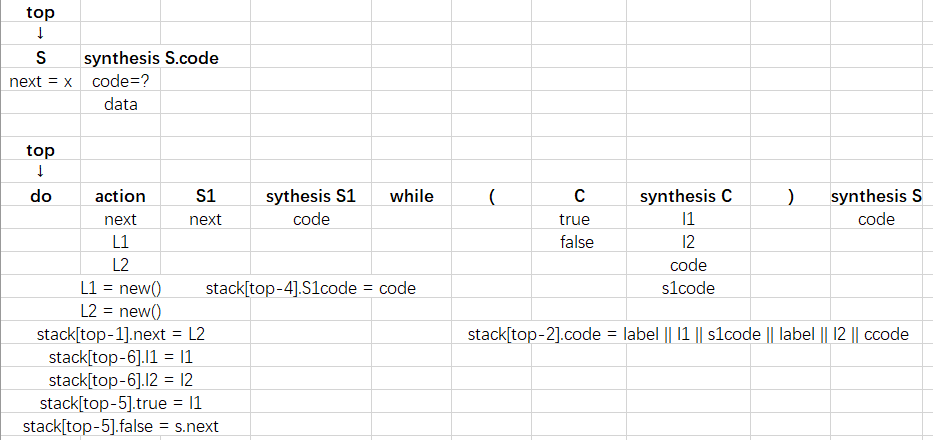 top
↓
S synthesis S.code
next = x code=?
data
top
↓
do action S1 sythesis S1 while ( C synthesis C ) synthesis S
next next code true l1 code
L1 false l2
L2 code
L1 = new() stack[top-4].S1code = code s1code
L2 = new()
stack[top-1].next = L2 stack[top-2].code = label || l1 || s1code || label || l2 || ccode
stack[top-6].l1 = l1
stack[top-6].l2 = l2
stack[top-5].true = l1
stack[top-5].false = s.next